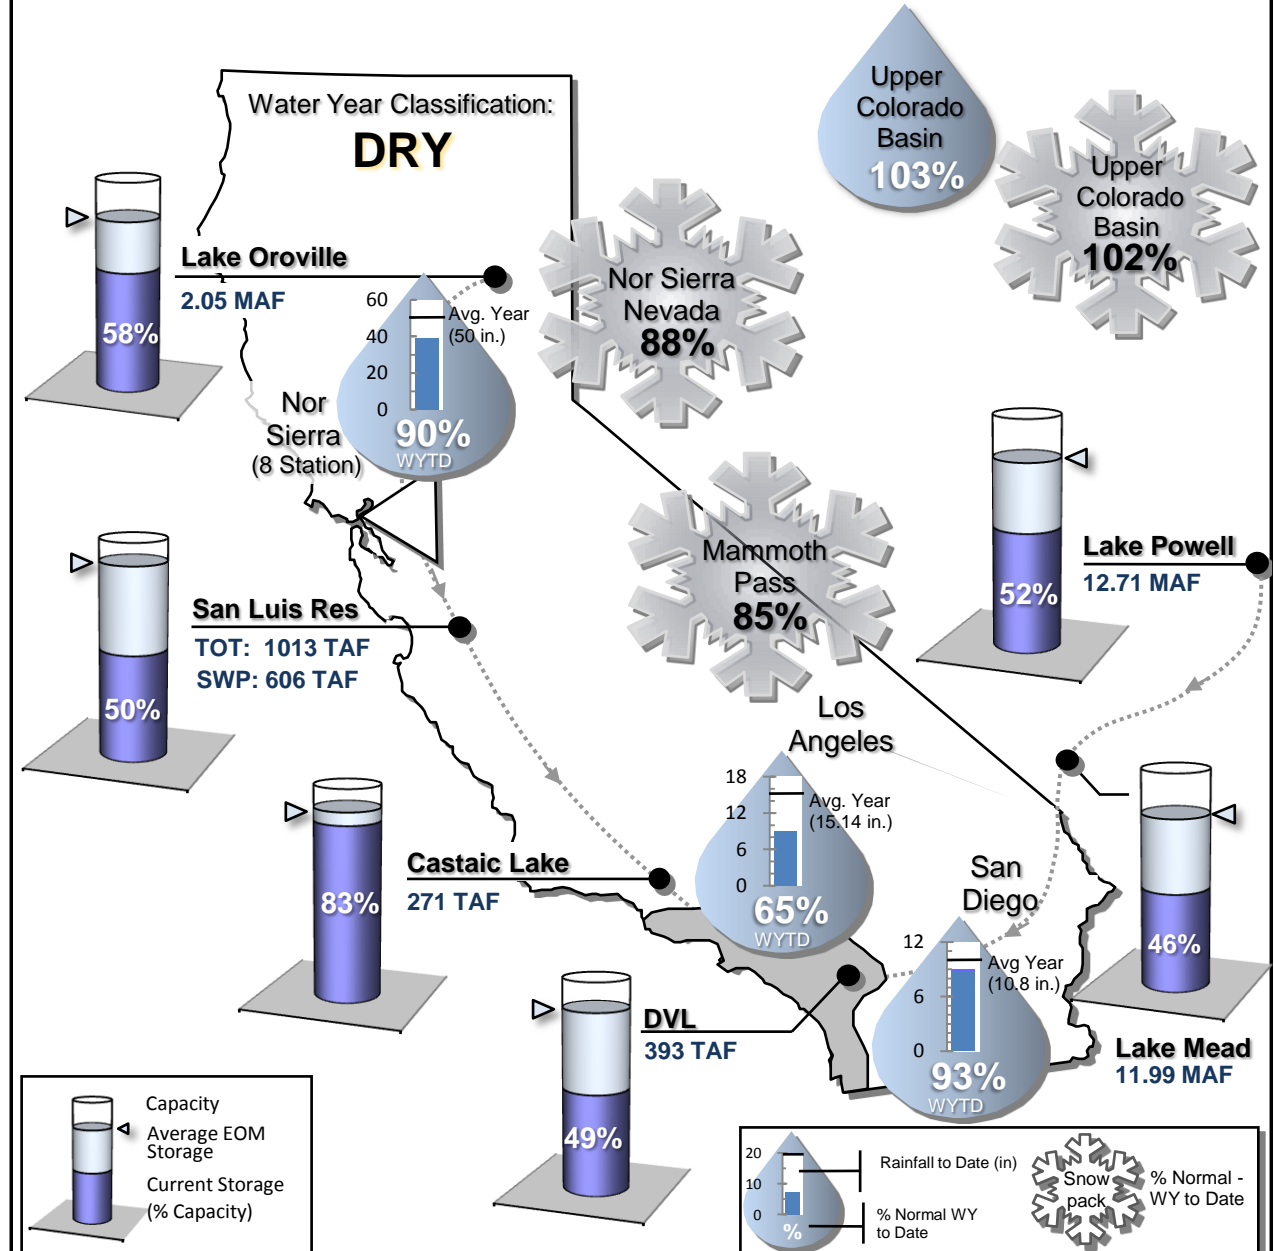 Water Year Classification:
DRY
Upper
Colorado
Basin
103%
Upper
Colorado
Basin
102%
Nor Sierra
Nevada
88%
Lake Oroville
2.05 MAF
58%
60
40
20
0
Avg. Year
(50 in.)
90%
WYTD
Nor
Sierra
(8 Station)
Mammoth
Pass
85%
Lake Powell
12.71 MAF
52%
San Luis Res
TOT: 1013 TAF
SWP: 606 TAF
50%
Los
Angeles
18
12
6
0
Avg. Year
(15.14 in.)
65%
WYTD
Castaic Lake
271 TAF
83%
San
Diego
12
6
0
Avg Year
(10.8 in.)
93%
WYTD
46%
Lake Mead
11.99 MAF
DVL
393 TAF
49%
Capacity
Average EOM
Storage
Current Storage
(% Capacity)
20
10
0
%
Rainfall to Date (in)
% Normal WY
to Date
Snow
pack
% Normal -
WY to Date